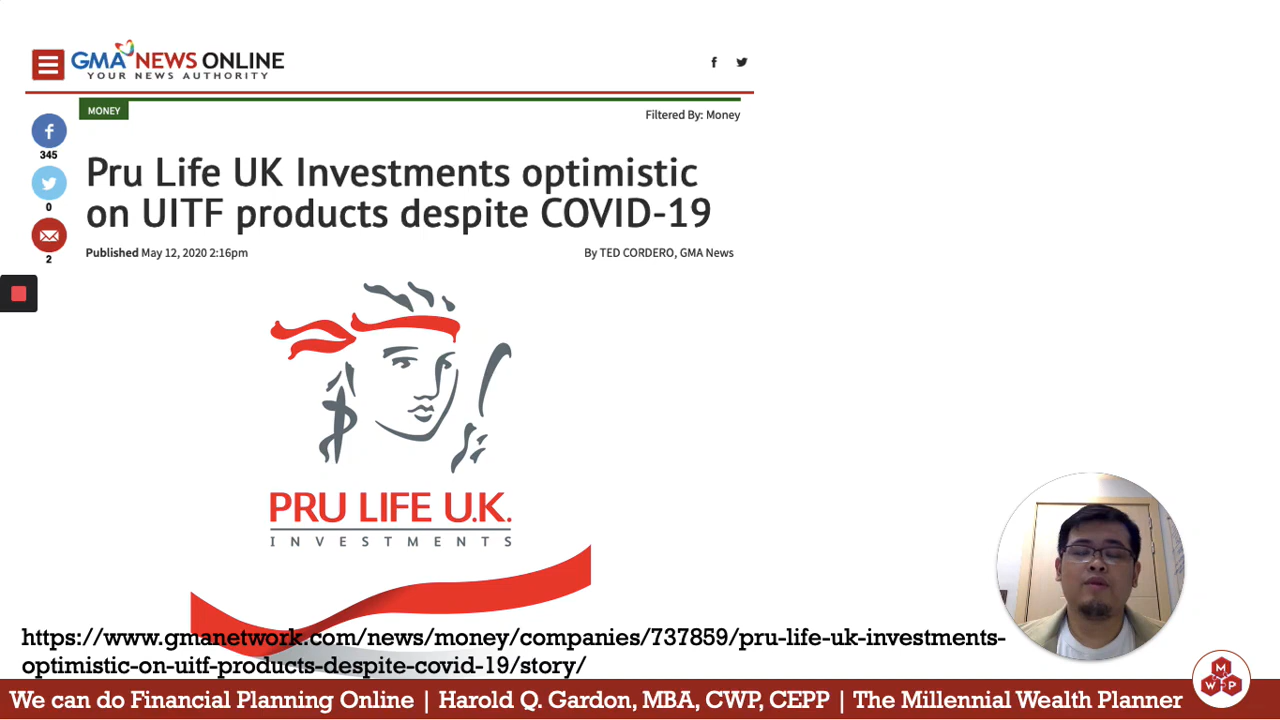 GMA NEWS ONLINE
YOUR NEWS AUTHORITY
MONEY
Filtered By: Money
345
0
2
Pru Life UK Investments optimistic
on UITF products despite COVID-19
Published May 12, 2020 2:16pm
By TED CORDERO, GMA News
PRU LIFE U.K.
INVESTMENTS
https://www.gmanetwork.com/news/money/companies/737859/pru-life-uk-investments-
optimistic-on-uitf-products-despite-covid-19/story/
We can do Financial Planning Online | Harold Q. Gardon, MBA, CWP, CEPP | The Millennial Wealth Planner
M
W P